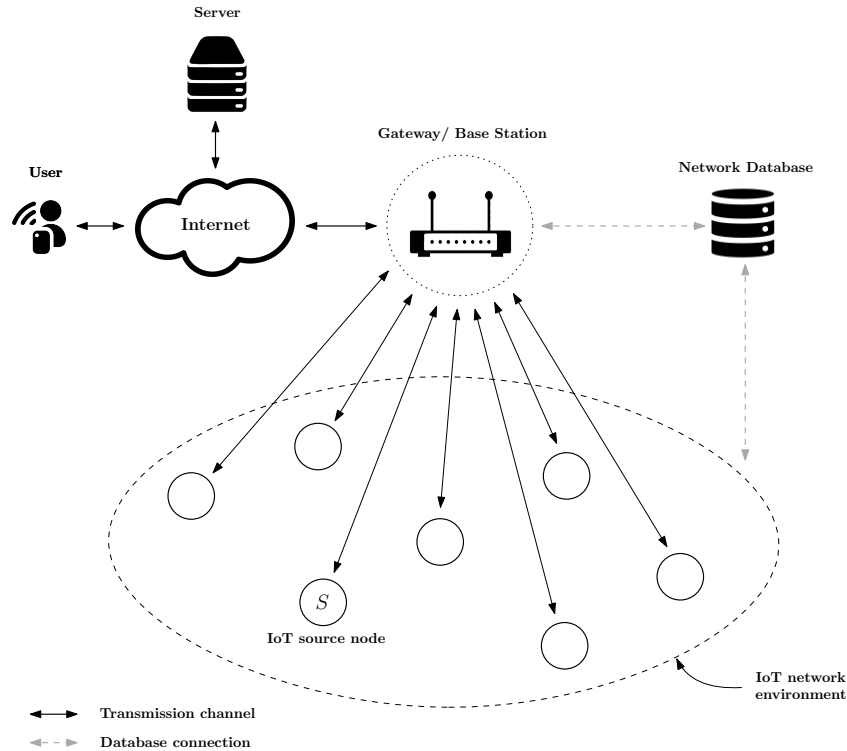 Server
Gateway/ Base Station
User
Network Database
Internet
S
IoT source node
IoT network
environment
Transmission channel
Database connection